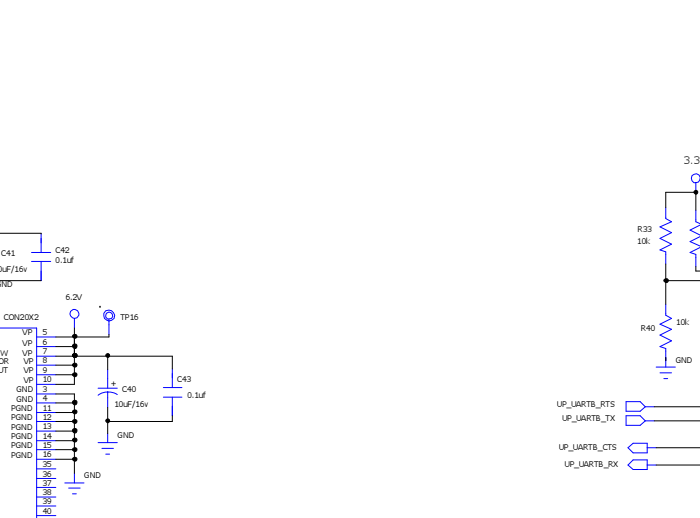 3.3
R33
10k
C41
C42
0.1uf
0uF/16v
GND
6.2V
CON20X2
TP16
R40
10k
GND
VP 5
VP 6
W VP 7
OR VP 8
UT VP 9
VP 10
GND 3
GND 4
PGND 11
PGND 12
PGND 13
PGND 14
PGND 15
PGND 16
35
36
37
38
39
40
+
C40
10uF/16v
C43
0.1uf
GND
GND
UP_UARTB_RTS
UP_UARTB_TX
UP_UARTB_CTS
UP_UARTB_RX